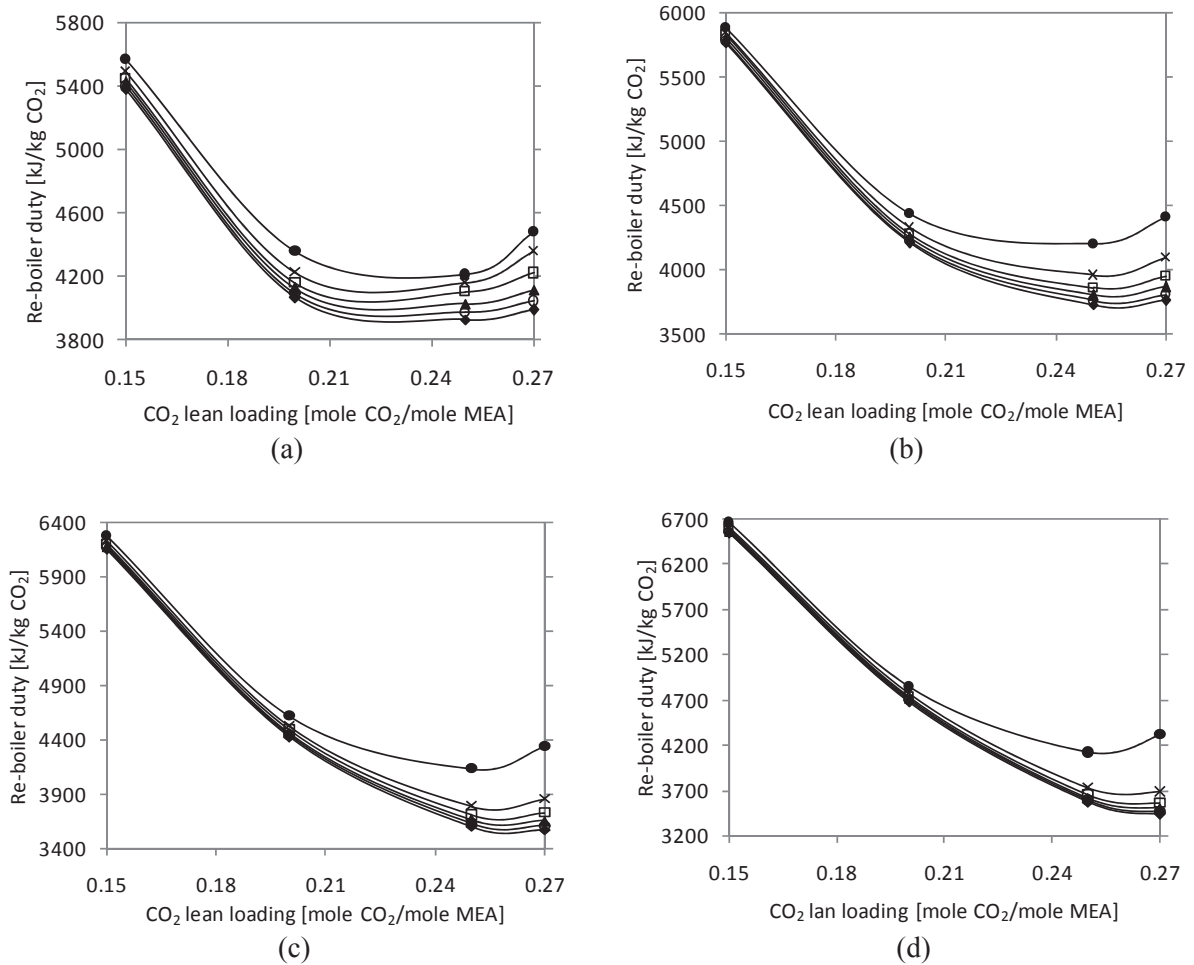 5800
5400
5000
4600
4200
3800
Re-boiler duty [kJ/kg CO₂]
0.15 0.18 0.21 0.24 0.27
CO₂ lean loading [mole CO₂/mole MEA]
(a)
6000
5500
5000
4500
4000
3500
Re-boiler duty [kJ/kg CO₂]
0.15 0.18 0.21 0.24 0.27
CO₂ lean loading [mole CO₂/mole MEA]
(b)
6400
5900
5400
4900
4400
3900
3400
Re-boiler duty [kJ/kg CO₂]
0.15 0.18 0.21 0.24 0.27
CO₂ lean loading [mole CO₂/mole MEA]
(c)
6700
6200
5700
5200
4700
4200
3700
3200
Re-boiler duty [kJ/kg CO₂]
0.15 0.18 0.21 0.24 0.27
CO₂ lan loading [mole CO₂/mole MEA]
(d)